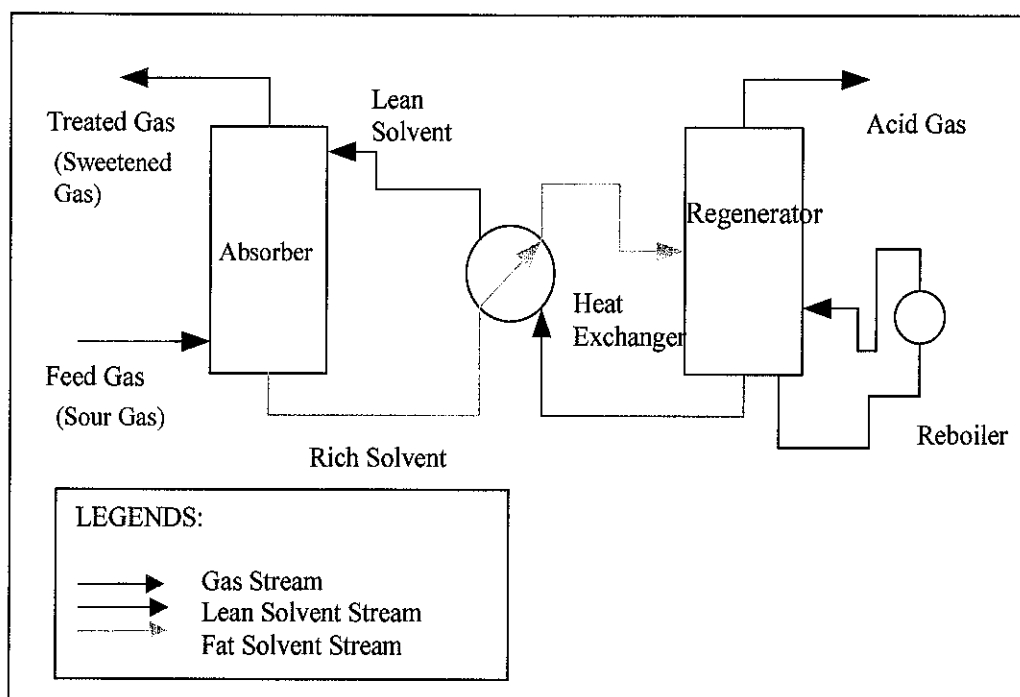 Treated Gas
(Sweetened
Gas)
Lean
Solvent
Acid Gas
Absorber
Regenerator
Heat
Exchanger
Feed Gas
(Sour Gas)
Reboiler
Rich Solvent
LEGENDS:
Gas Stream
Lean Solvent Stream
Fat Solvent Stream